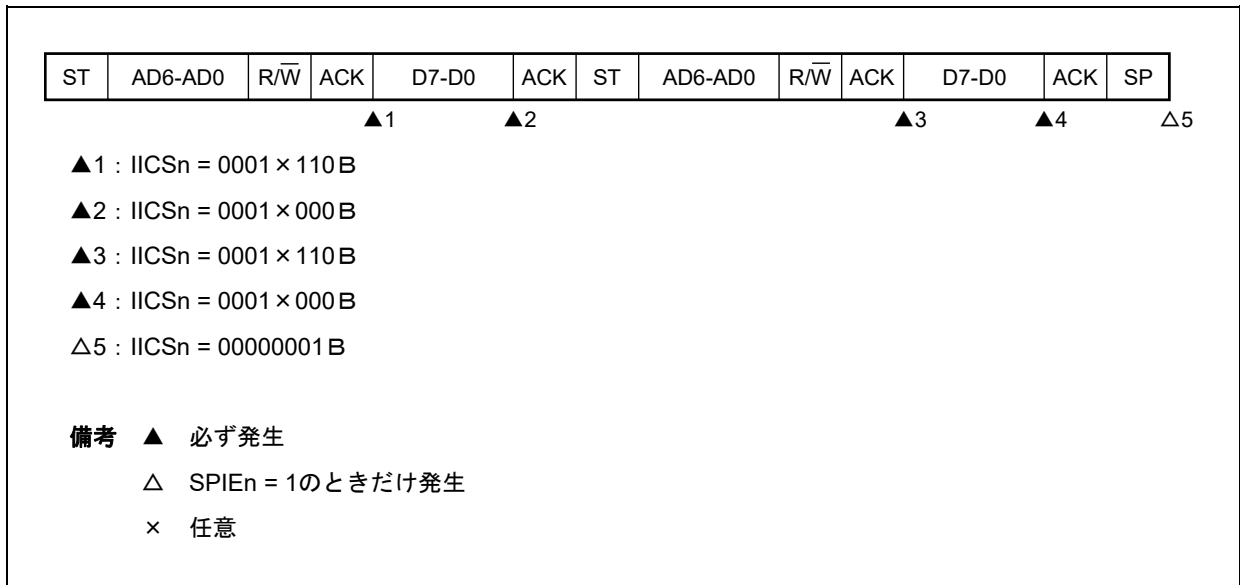 ST AD6-AD0 R/W̅ ACK D7-D0 ACK ST AD6-AD0 R/W̅ ACK D7-D0 ACK SP
▲1 ▲2 ▲3 ▲4 △5
▲1：IICSn = 0001×110B
▲2：IICSn = 0001×000B
▲3：IICSn = 0001×110B
▲4：IICSn = 0001×000B
△5：IICSn = 00000001B
備考 ▲ 必ず発生
△ SPIEn = 1のときだけ発生
× 任意